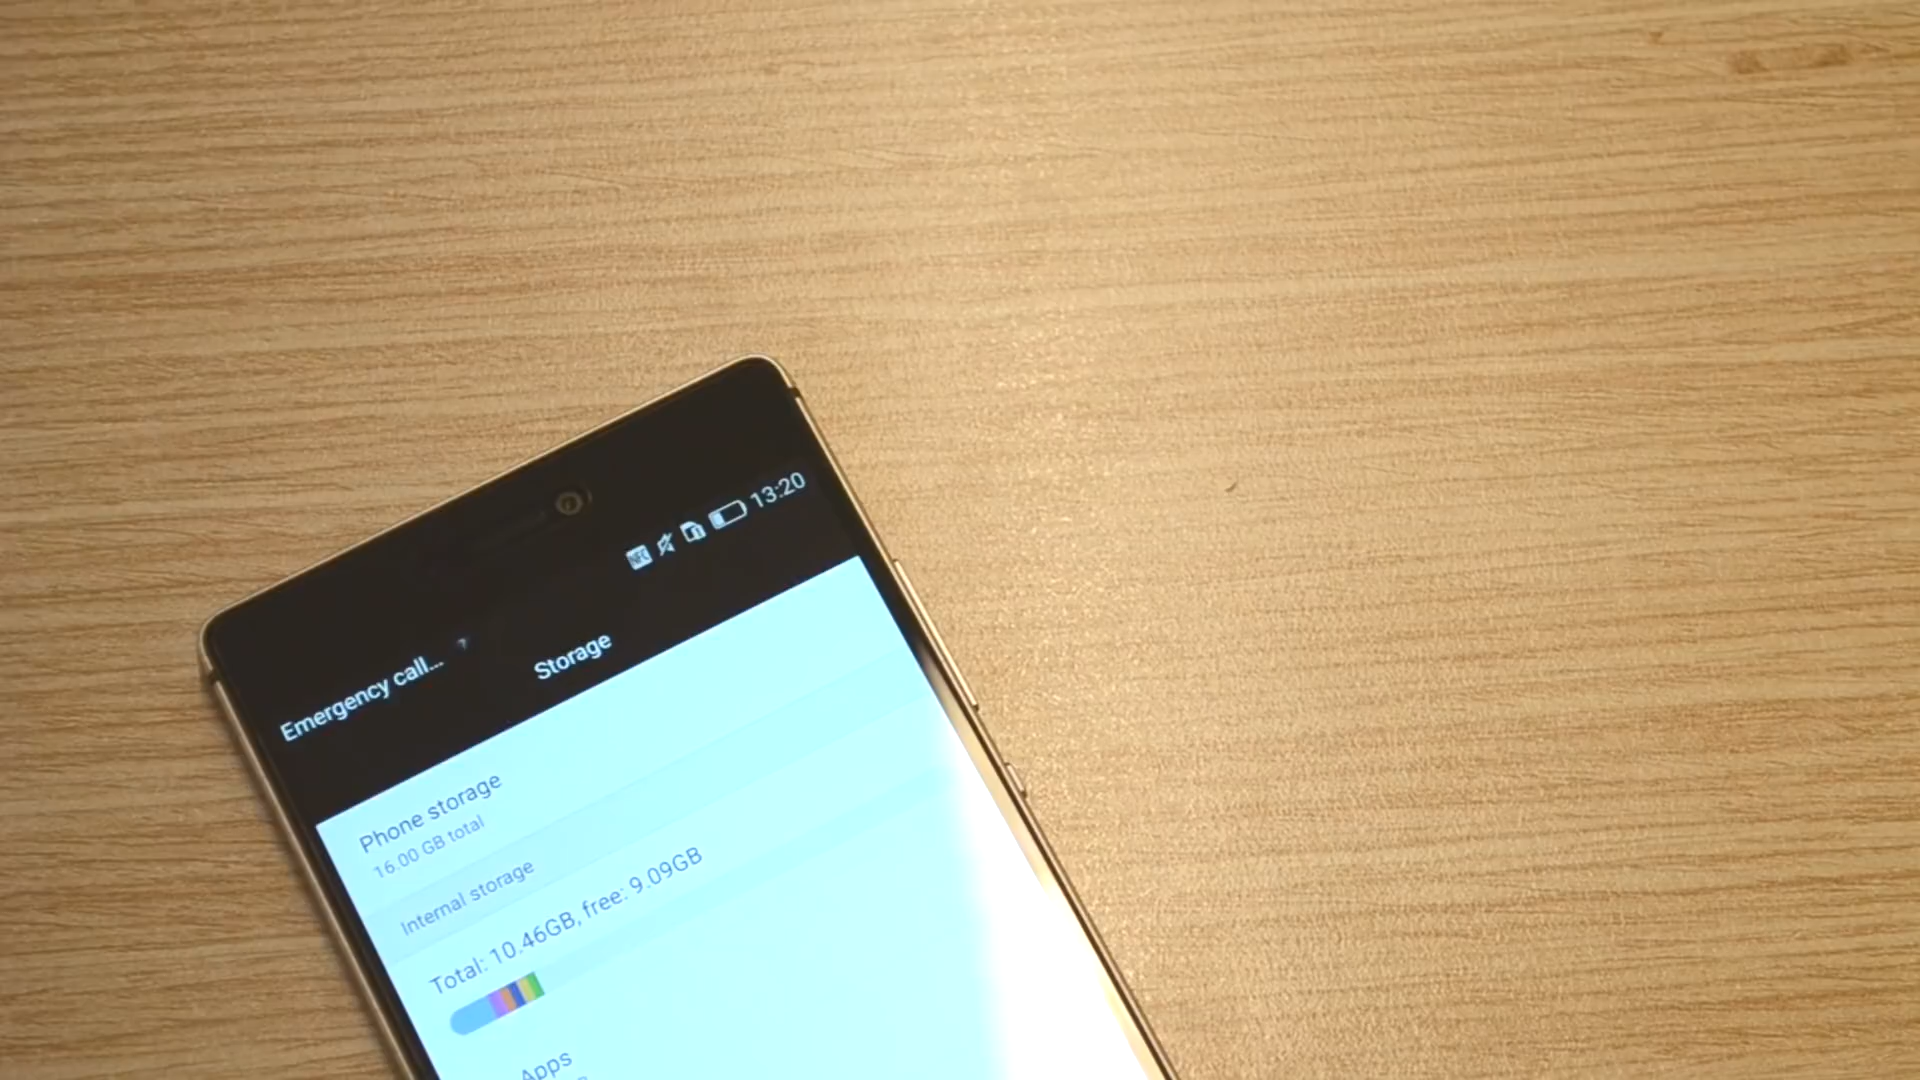 NFC 13:20
Emergency call...
Storage
Phone storage
16.00 GB total
Internal storage
Total: 10.46GB, free: 9.09GB
Apps